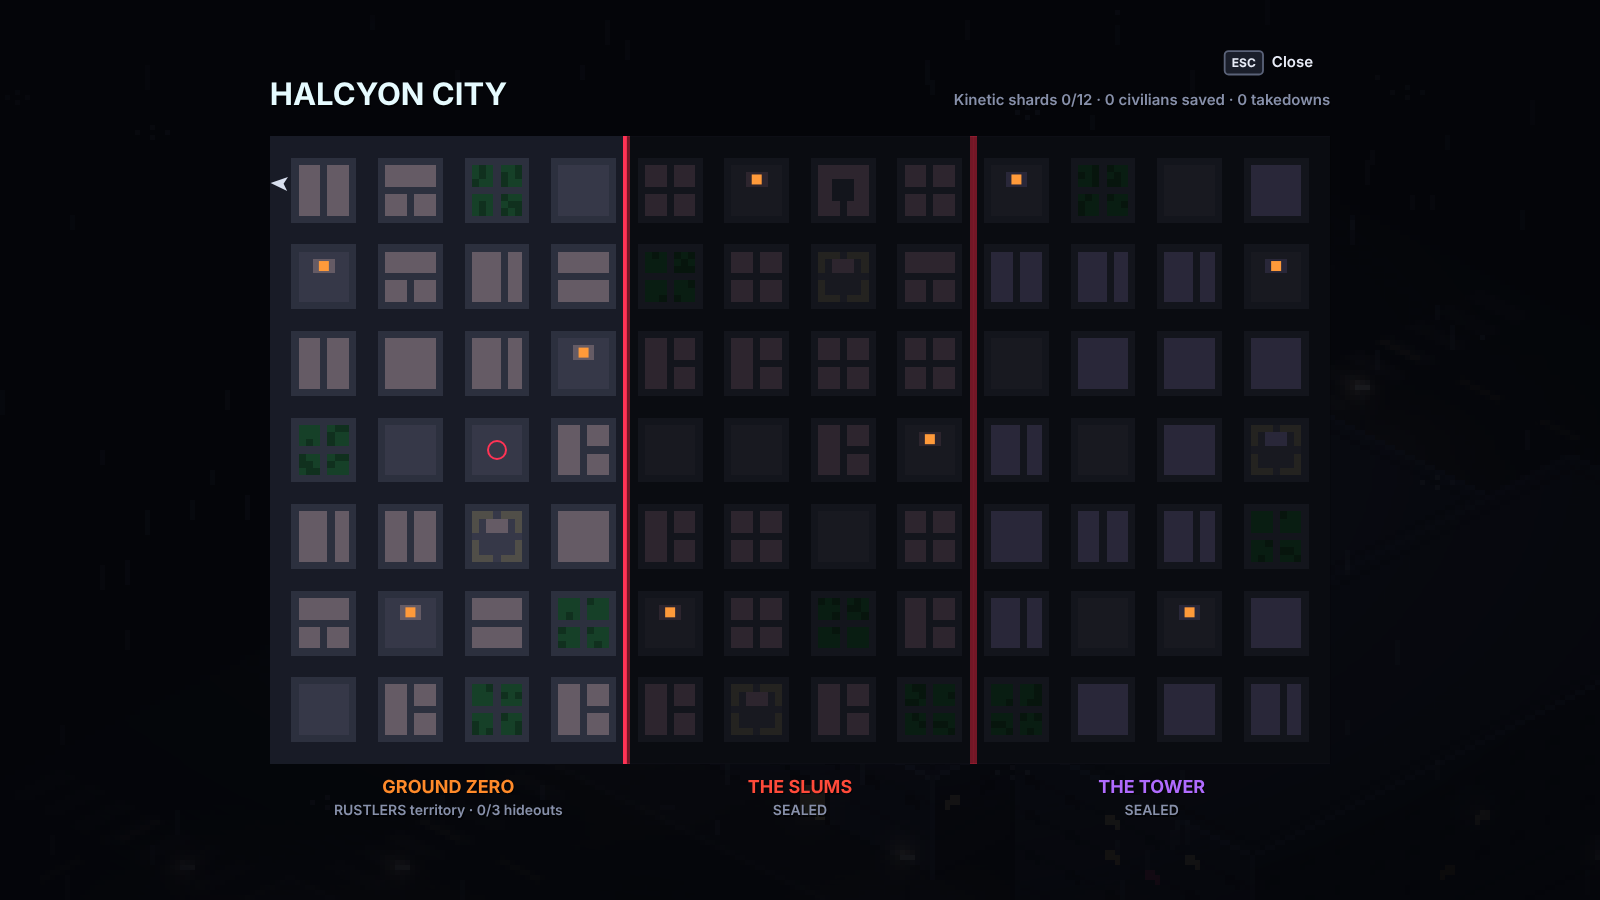 ESC Close
HALCYON CITY
Kinetic shards 0/12 · 0 civilians saved · 0 takedowns
GROUND ZERO
RUSTLERS territory · 0/3 hideouts
THE SLUMS
SEALED
THE TOWER
SEALED